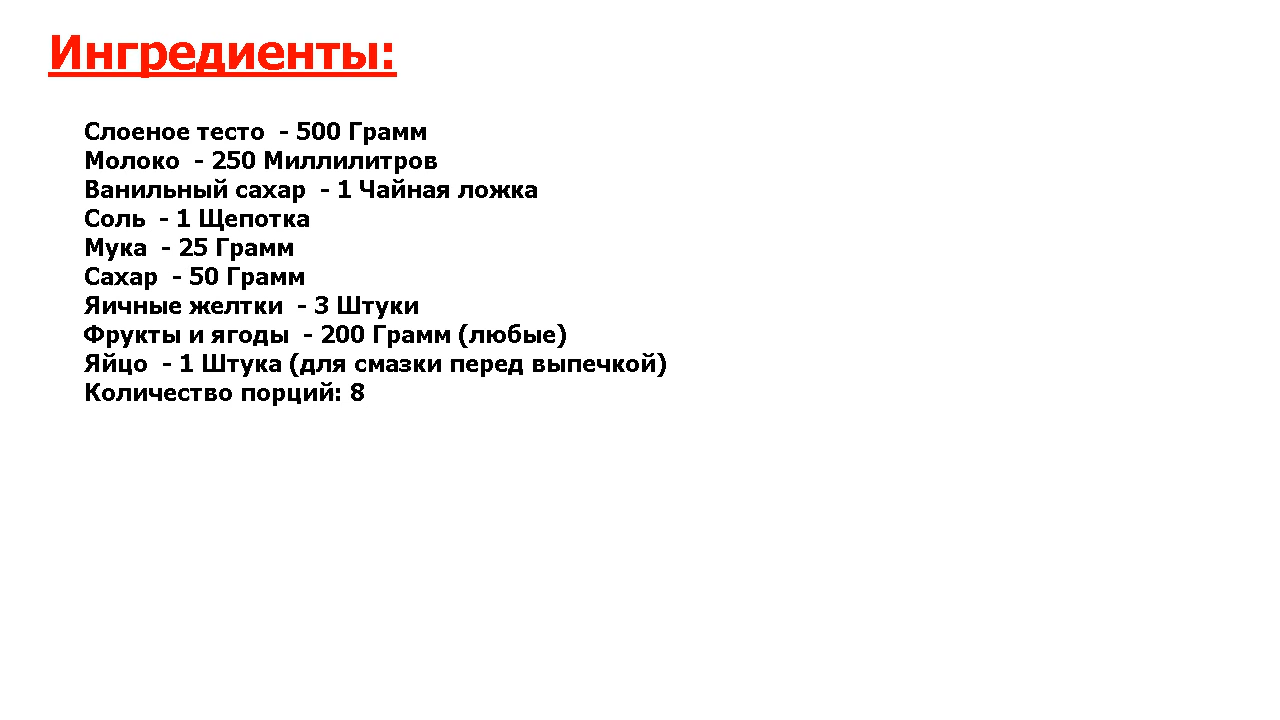 Ингредиенты:
Слоеное тесто - 500 Грамм
Молоко - 250 Миллилитров
Ванильный сахар - 1 Чайная ложка
Соль - 1 Щепотка
Мука - 25 Грамм
Сахар - 50 Грамм
Яичные желтки - 3 Штуки
Фрукты и ягоды - 200 Грамм (любые)
Яйцо - 1 Штука (для смазки перед выпечкой)
Количество порций: 8